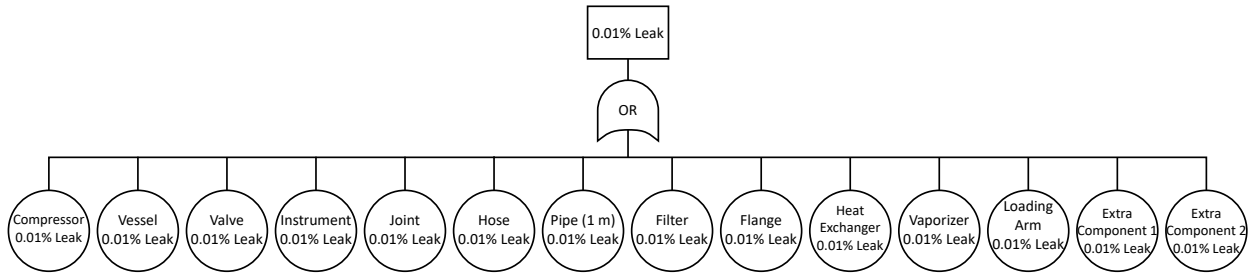 0.01% Leak
OR
Compressor
0.01% Leak
Vessel
0.01% Leak
Valve
0.01% Leak
Instrument
0.01% Leak
Joint
0.01% Leak
Hose
0.01% Leak
Pipe (1 m)
0.01% Leak
Filter
0.01% Leak
Flange
0.01% Leak
Heat
Exchanger
0.01% Leak
Vaporizer
0.01% Leak
Loading
Arm
0.01% Leak
Extra
Component 1
0.01% Leak
Extra
Component 2
0.01% Leak